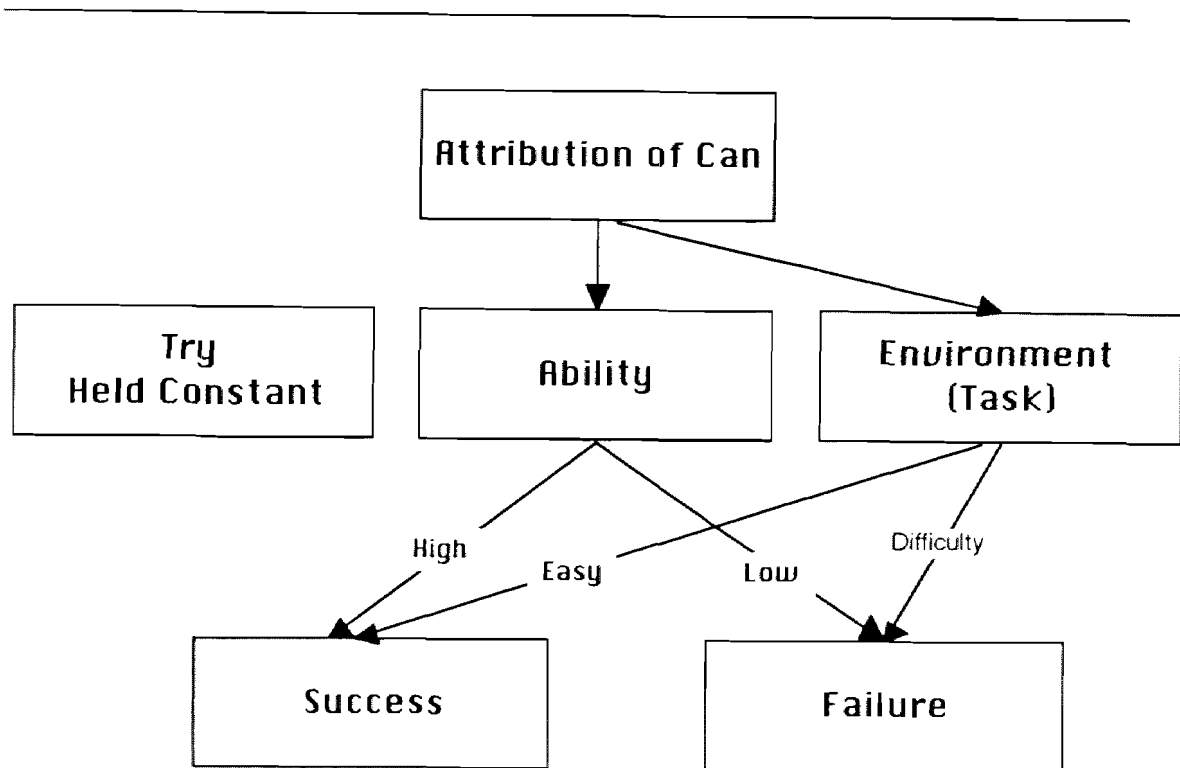 Attribution of Can
Try
Held Constant
Ability
Environment
(Task)
High
Easy
Low
Difficulty
Success
Failure